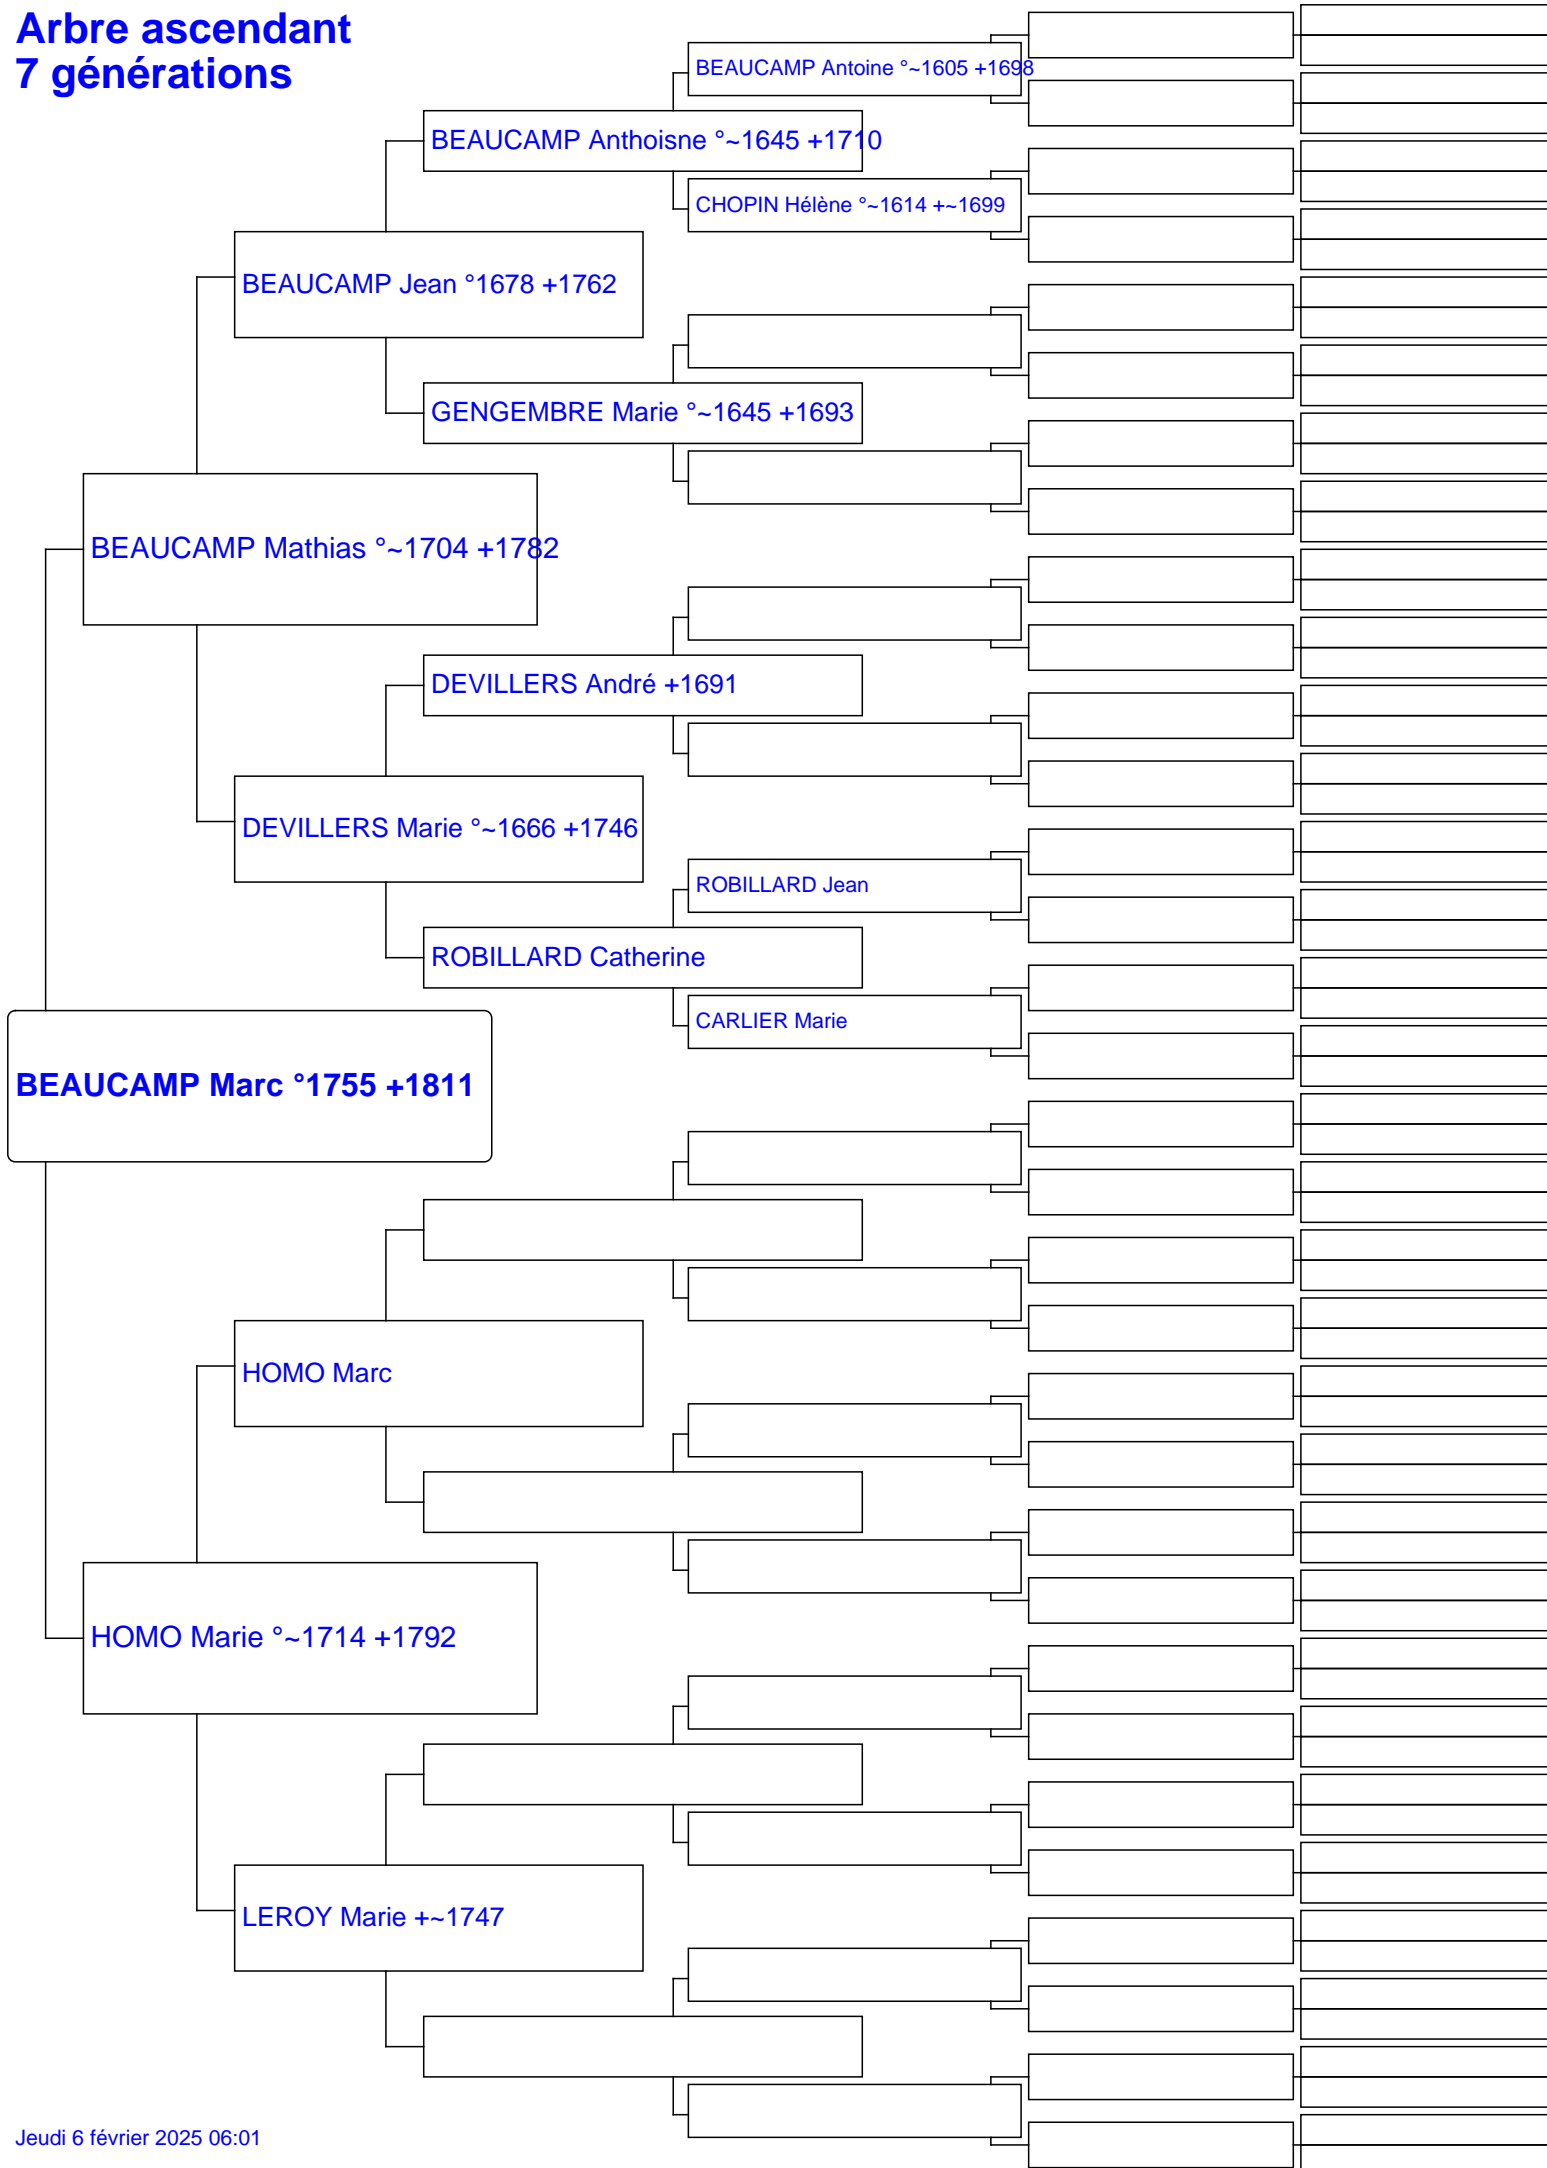 Arbre ascendant
7 générations
BEAUCAMP Antoine °~1605 +1698
BEAUCAMP Anthoisne °~1645 +1710
CHOPIN Hélène °~1614 +~1699
BEAUCAMP Jean °1678 +1762
GENGEMBRE Marie °~1645 +1693
BEAUCAMP Mathias °~1704 +1782
DEVILLERS André +1691
DEVILLERS Marie °~1666 +1746
ROBILLARD Jean
ROBILLARD Catherine
CARLIER Marie
BEAUCAMP Marc °1755 +1811
HOMO Marc
HOMO Marie °~1714 +1792
LEROY Marie +~1747
Jeudi 6 février 2025 06:01